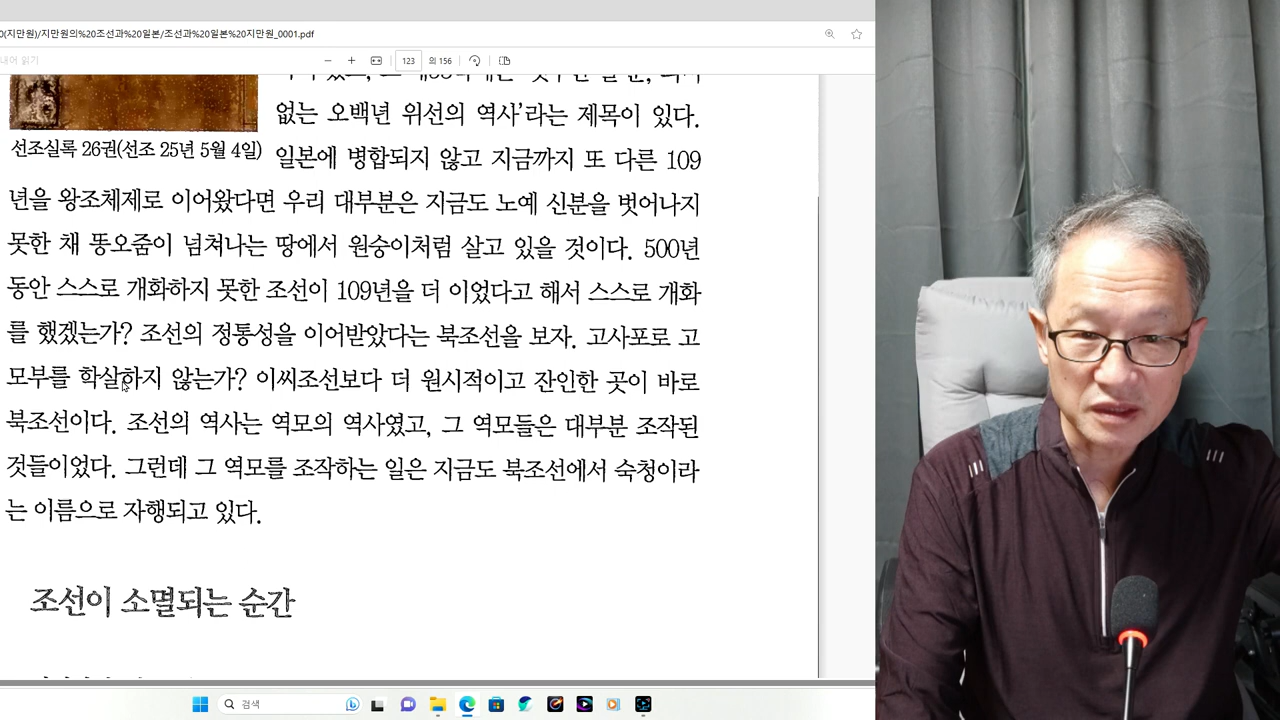 0(지만원)/지만원의%20조선과%20일본/조선과%20일본%20지만원_0001.pdf
내어 읽기
123 의 156
없는 오백년 위선의 역사'라는 제목이 있다.
선조실록 26권(선조 25년 5월 4일)
일본에 병합되지 않고 지금까지 또 다른 109
년을 왕조체제로 이어왔다면 우리 대부분은 지금도 노예 신분을 벗어나지
못한 채 똥오줌이 넘쳐나는 땅에서 원숭이처럼 살고 있을 것이다. 500년
동안 스스로 개화하지 못한 조선이 109년을 더 이었다고 해서 스스로 개화
를 했겠는가? 조선의 정통성을 이어받았다는 북조선을 보자. 고사포로 고
모부를 학살하지 않는가? 이씨조선보다 더 원시적이고 잔인한 곳이 바로
북조선이다. 조선의 역사는 역모의 역사였고, 그 역모들은 대부분 조작된
것들이었다. 그런데 그 역모를 조작하는 일은 지금도 북조선에서 숙청이라
는 이름으로 자행되고 있다.
조선이 소멸되는 순간
검색